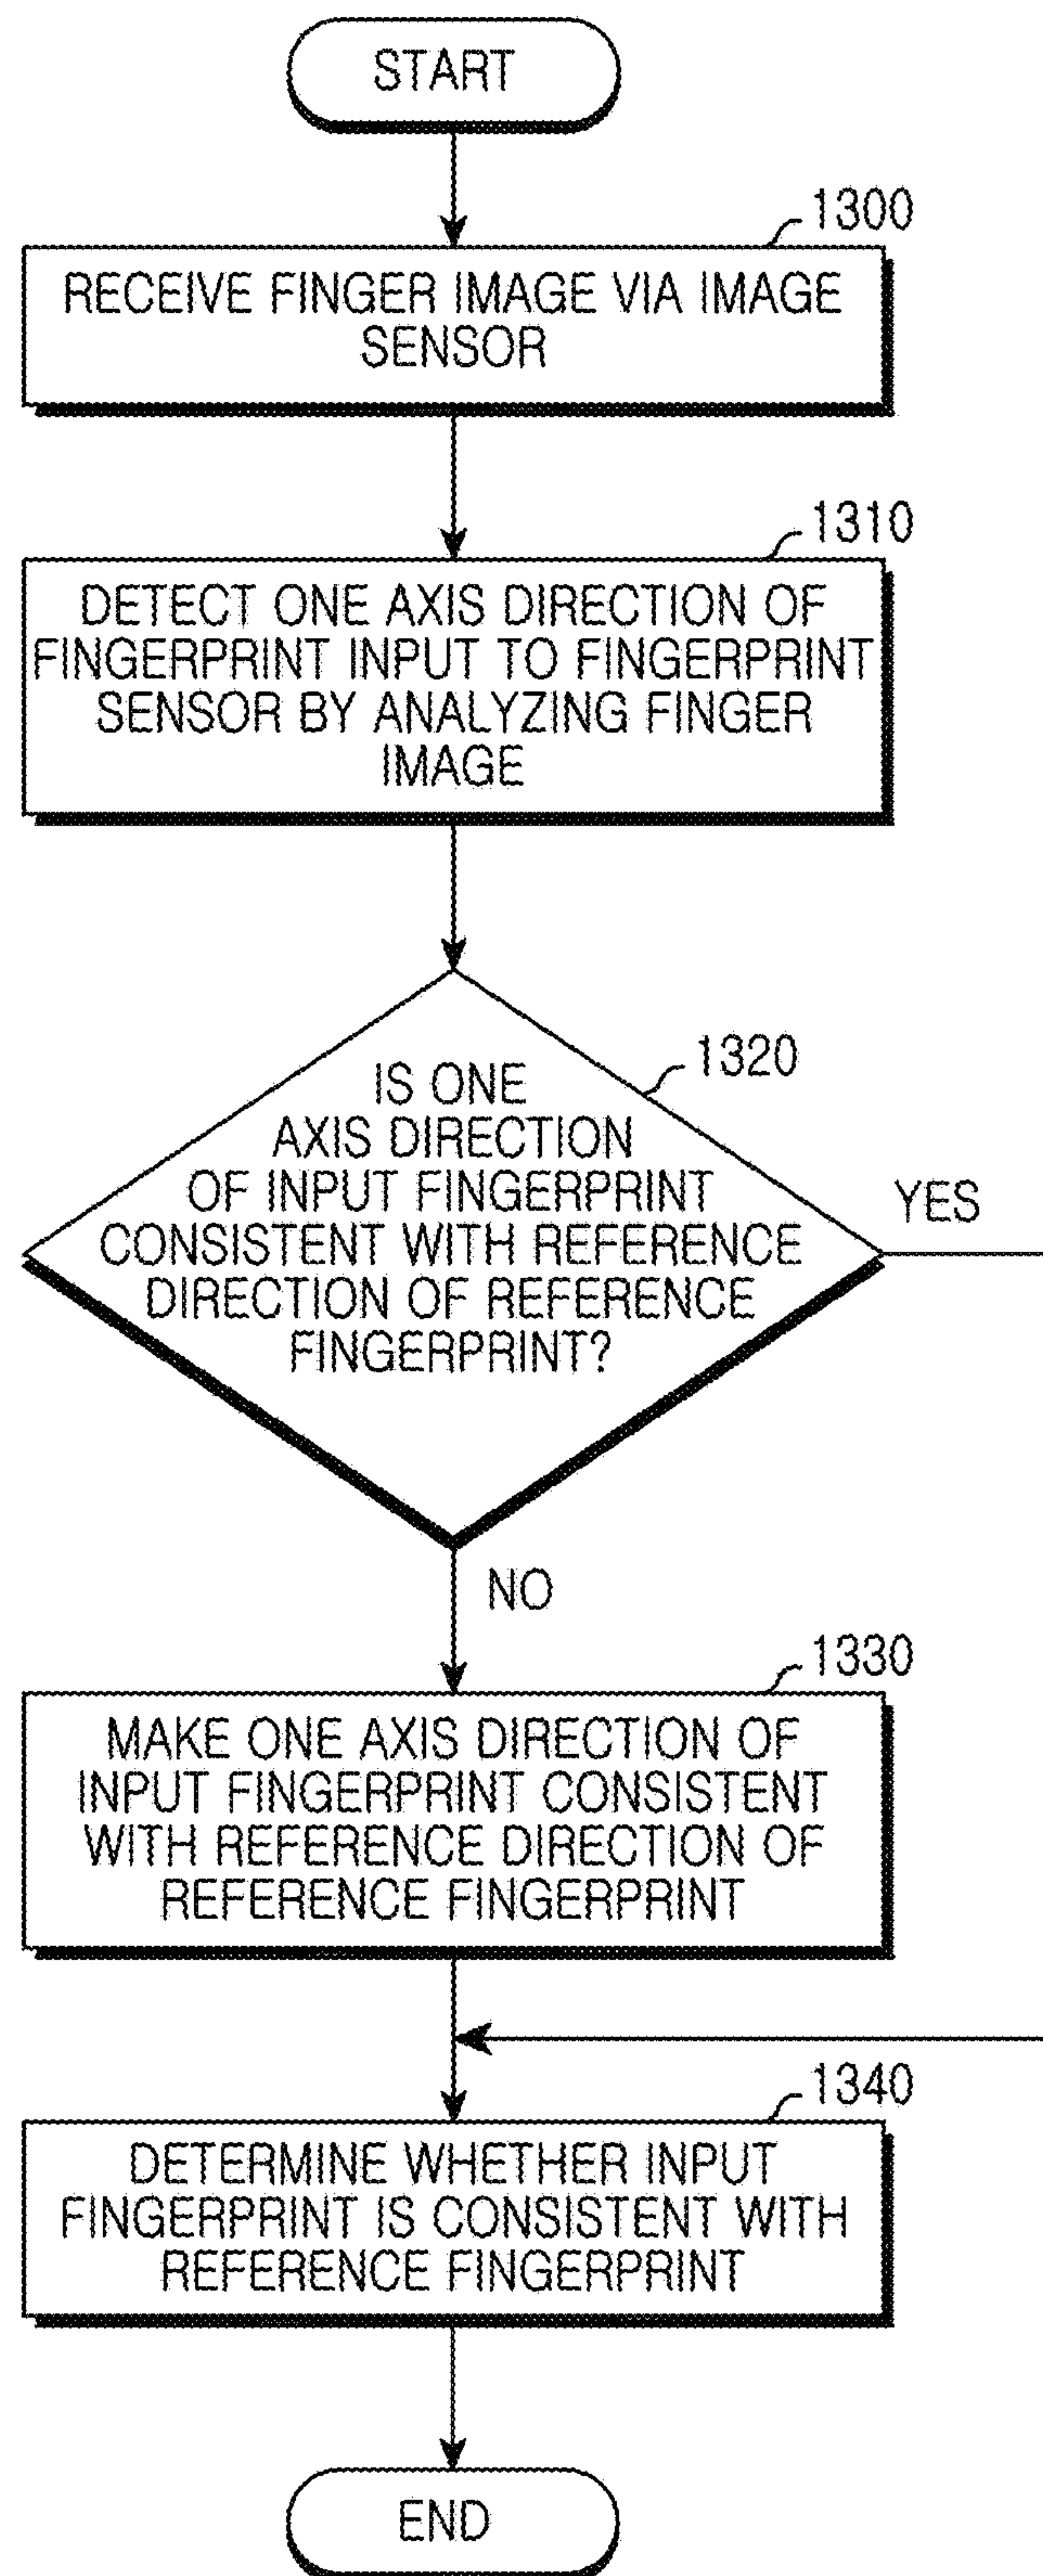 START
1300
RECEIVE FINGER IMAGE VIA IMAGE
SENSOR
1310
DETECT ONE AXIS DIRECTION OF
FINGERPRINT INPUT TO FINGERPRINT
SENSOR BY ANALYZING FINGER
IMAGE
1320
IS ONE
AXIS DIRECTION
OF INPUT FINGERPRINT
CONSISTENT WITH REFERENCE
DIRECTION OF REFERENCE
FINGERPRINT?
YES
NO
1330
MAKE ONE AXIS DIRECTION OF
INPUT FINGERPRINT CONSISTENT
WITH REFERENCE DIRECTION OF
REFERENCE FINGERPRINT
1340
DETERMINE WHETHER INPUT
FINGERPRINT IS CONSISTENT WITH
REFERENCE FINGERPRINT
END